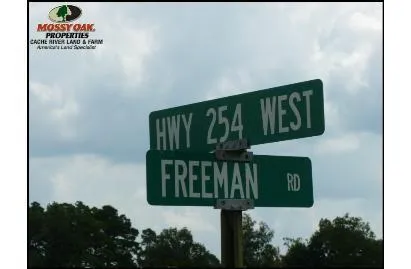 MOSSY OAK
PROPERTIES
CACHE RIVER LAND & FARM
America's Land Specialist
HWY 254 WEST
FREEMAN RD